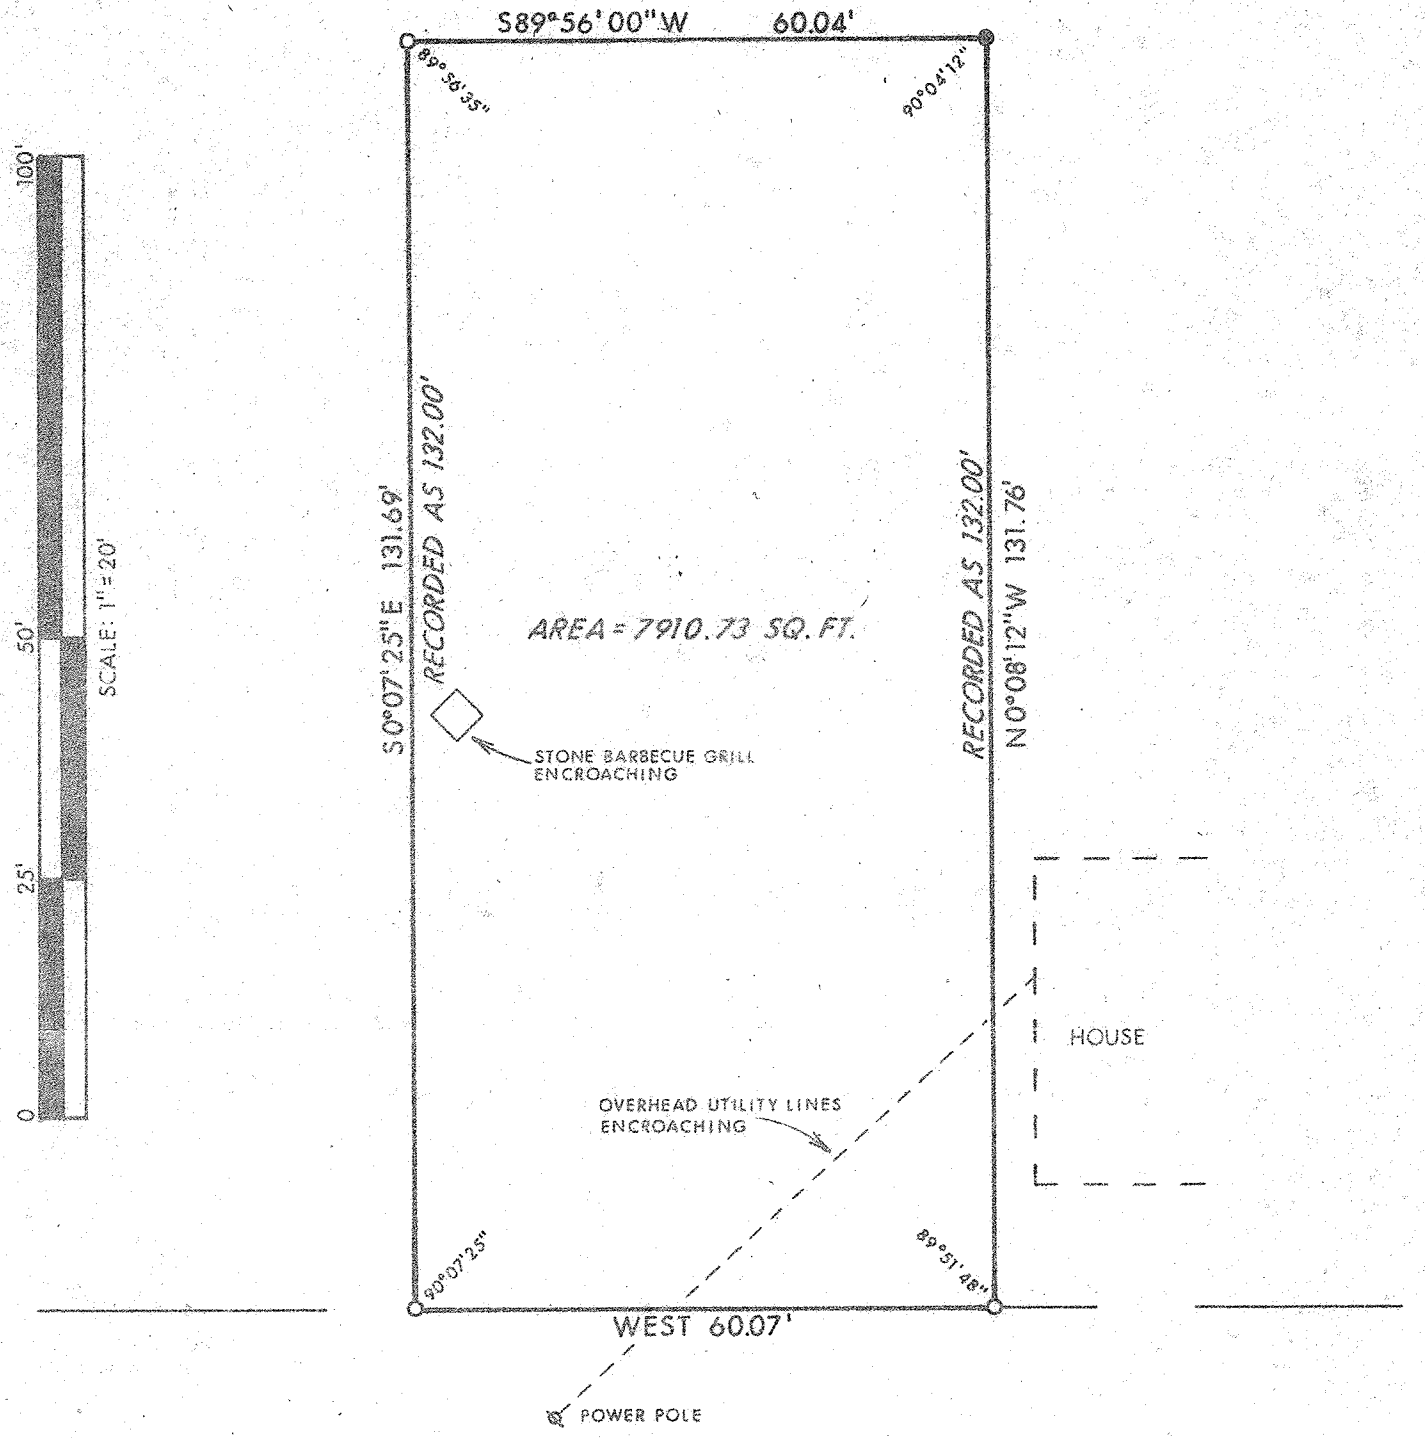 S89°56'00"W 60.04'
89°56'35"
90°04'12"
100'
50'
25'
0
SCALE: 1"=20'
S0°07'25"E 131.69'
RECORDED AS 132.00'
RECORDED AS 132.00'
N0°08'12"W 131.76'
AREA = 7910.73 SQ. FT.
STONE BARBECUE GRILL
ENCROACHING
HOUSE
OVERHEAD UTILITY LINES
ENCROACHING
90°07'25"
89°51'48"
WEST 60.07'
POWER POLE